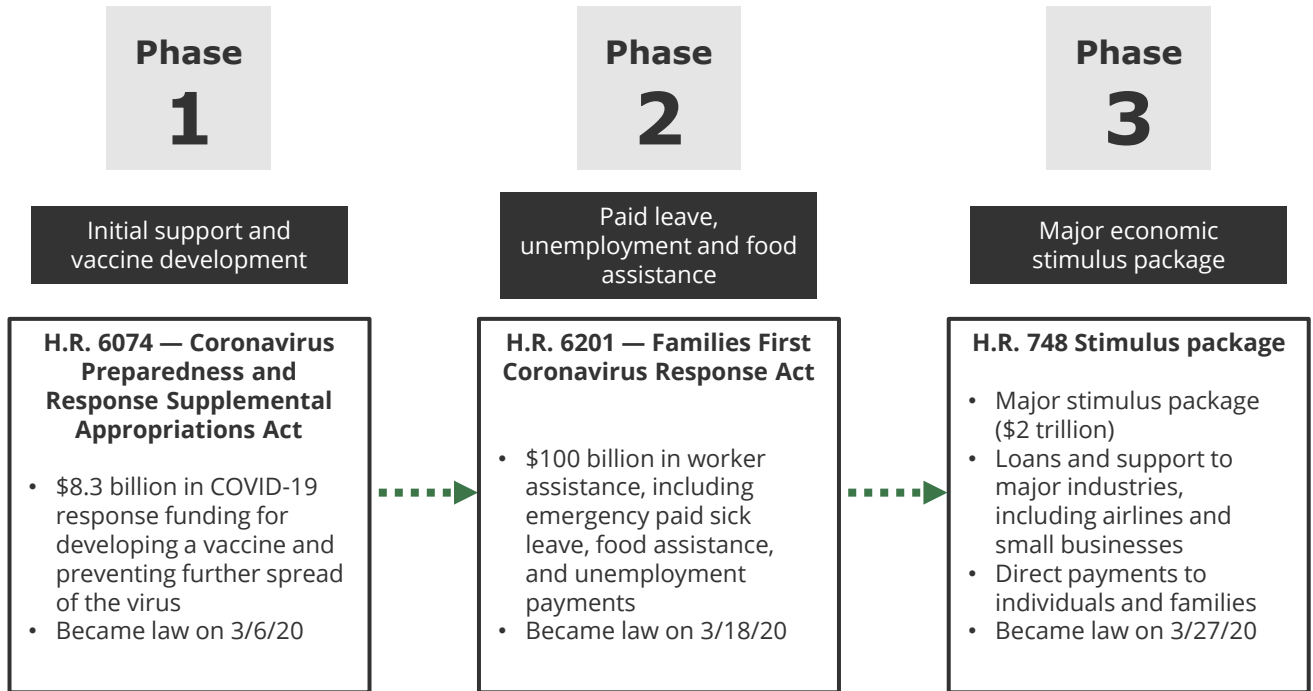 Phase
1
Initial support and
vaccine development
H.R. 6074 — Coronavirus
Preparedness and
Response Supplemental
Appropriations Act
• $8.3 billion in COVID-19
response funding for
developing a vaccine and
preventing further spread
of the virus
• Became law on 3/6/20
Phase
2
Paid leave,
unemployment and food
assistance
H.R. 6201 — Families First
Coronavirus Response Act
• $100 billion in worker
assistance, including
emergency paid sick
leave, food assistance,
and unemployment
payments
• Became law on 3/18/20
Phase
3
Major economic
stimulus package
H.R. 748 Stimulus package
• Major stimulus package
($2 trillion)
• Loans and support to
major industries,
including airlines and
small businesses
• Direct payments to
individuals and families
• Became law on 3/27/20